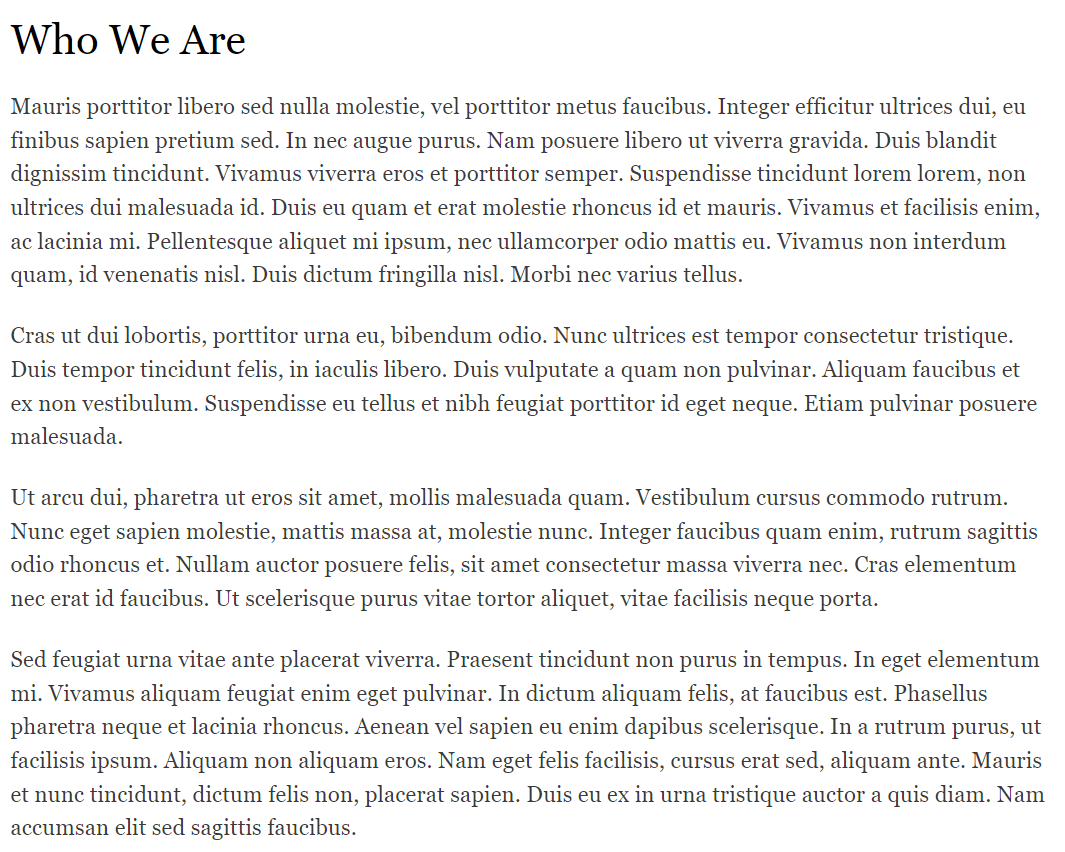 Who We Are
Mauris porttitor libero sed nulla molestie, vel porttitor metus faucibus. Integer efficitur ultrices dui, eu
finibus sapien pretium sed. In nec augue purus. Nam posuere libero ut viverra gravida. Duis blandit
dignissim tincidunt. Vivamus viverra eros et porttitor semper. Suspendisse tincidunt lorem lorem, non
ultrices dui malesuada id. Duis eu quam et erat molestie rhoncus id et mauris. Vivamus et facilisis enim,
ac lacinia mi. Pellentesque aliquet mi ipsum, nec ullamcorper odio mattis eu. Vivamus non interdum
quam, id venenatis nisl. Duis dictum fringilla nisl. Morbi nec varius tellus.
Cras ut dui lobortis, porttitor urna eu, bibendum odio. Nunc ultrices est tempor consectetur tristique.
Duis tempor tincidunt felis, in iaculis libero. Duis vulputate a quam non pulvinar. Aliquam faucibus et
ex non vestibulum. Suspendisse eu tellus et nibh feugiat porttitor id eget neque. Etiam pulvinar posuere
malesuada.
Ut arcu dui, pharetra ut eros sit amet, mollis malesuada quam. Vestibulum cursus commodo rutrum.
Nunc eget sapien molestie, mattis massa at, molestie nunc. Integer faucibus quam enim, rutrum sagittis
odio rhoncus et. Nullam auctor posuere felis, sit amet consectetur massa viverra nec. Cras elementum
nec erat id faucibus. Ut scelerisque purus vitae tortor aliquet, vitae facilisis neque porta.
Sed feugiat urna vitae ante placerat viverra. Praesent tincidunt non purus in tempus. In eget elementum
mi. Vivamus aliquam feugiat enim eget pulvinar. In dictum aliquam felis, at faucibus est. Phasellus
pharetra neque et lacinia rhoncus. Aenean vel sapien eu enim dapibus scelerisque. In a rutrum purus, ut
facilisis ipsum. Aliquam non aliquam eros. Nam eget felis facilisis, cursus erat sed, aliquam ante. Mauris
et nunc tincidunt, dictum felis non, placerat sapien. Duis eu ex in urna tristique auctor a quis diam. Nam
accumsan elit sed sagittis faucibus.